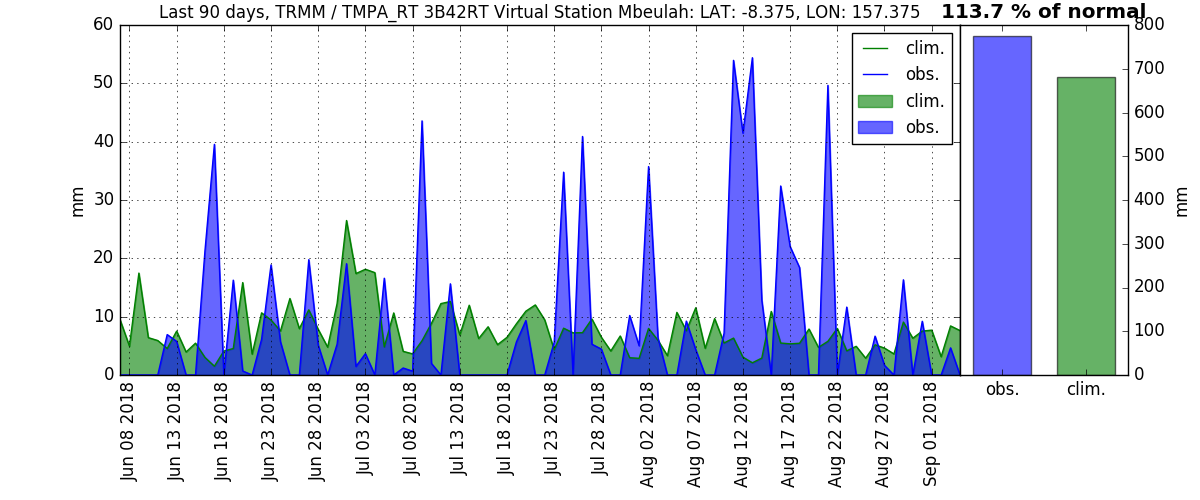 Last 90 days, TRMM / TMPA_RT 3B42RT Virtual Station Mbeulah: LAT: -8.375, LON: 157.375
113.7 % of normal
60
50
40
30
20
10
0
mm
clim.
obs.
clim.
obs.
Jun 08 2018
Jun 13 2018
Jun 18 2018
Jun 23 2018
Jun 28 2018
Jul 03 2018
Jul 08 2018
Jul 13 2018
Jul 18 2018
Jul 23 2018
Jul 28 2018
Aug 02 2018
Aug 07 2018
Aug 12 2018
Aug 17 2018
Aug 22 2018
Aug 27 2018
Sep 01 2018
800
700
600
500
400
300
200
100
0
mm
obs.
clim.